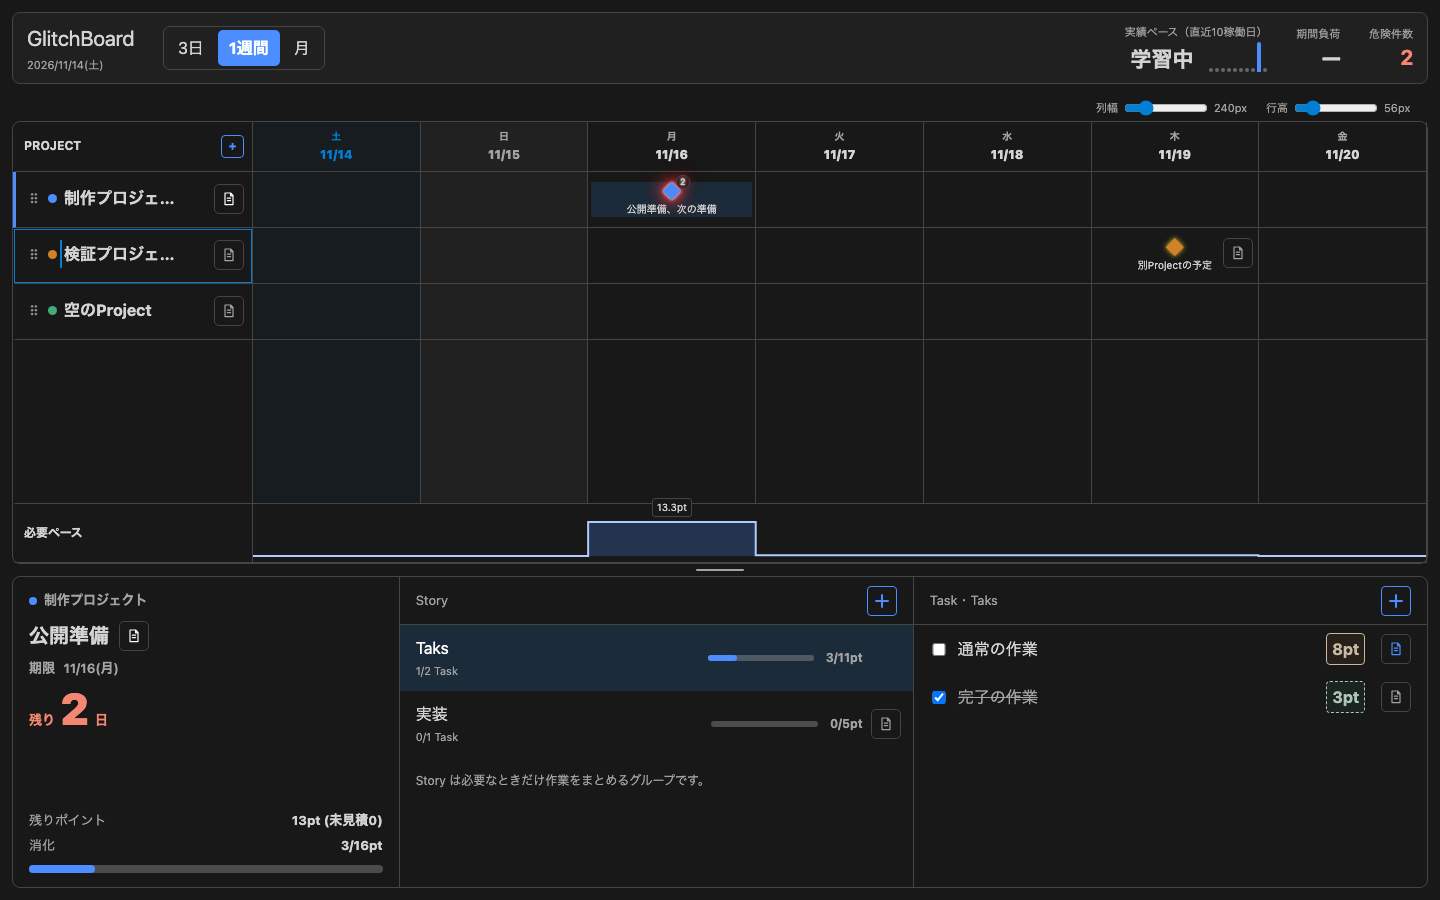 GlitchBoard
2026/11/14(土)
3日 1週間 月
実績ペース（直近10稼働日）
学習中
期間負荷
—
危険件数
2
列幅 240px 行高 56px
PROJECT +
土 11/14
日 11/15
月 11/16
火 11/17
水 11/18
木 11/19
金 11/20
制作プロジェ...
2
公開準備、次の準備
検証プロジェ...
別Projectの予定
空のProject
必要ペース
13.3pt
制作プロジェクト
公開準備
期限 11/16(月)
残り 2 日
残りポイント 13pt (未見積0)
消化 3/16pt
Story +
Taks
1/2 Task
3/11pt
実装
0/1 Task
0/5pt
Story は必要なときだけ作業をまとめるグループです。
Task・Taks +
通常の作業 8pt
完了の作業 3pt